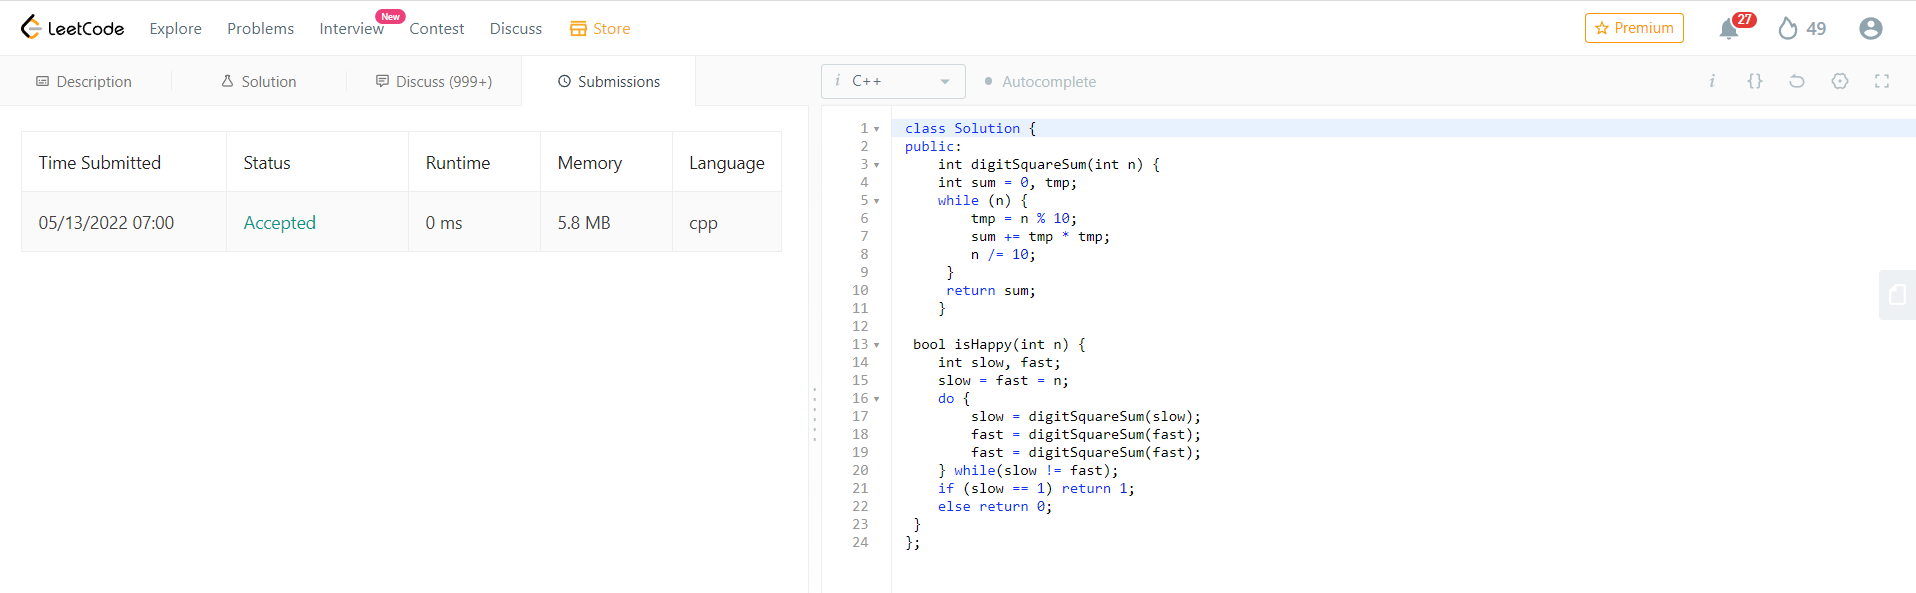 LeetCode Explore Problems Interview New Contest Discuss Store Premium 27 49
Description Solution Discuss (999+) Submissions
Time Submitted Status Runtime Memory Language
05/13/2022 07:00 Accepted 0 ms 5.8 MB cpp
i C++ Autocomplete i {}
1 class Solution {
2 public:
3     int digitSquareSum(int n) {
4     int sum = 0, tmp;
5     while (n) {
6         tmp = n % 10;
7         sum += tmp * tmp;
8         n /= 10;
9      }
10      return sum;
11     }
12
13  bool isHappy(int n) {
14     int slow, fast;
15     slow = fast = n;
16     do {
17         slow = digitSquareSum(slow);
18         fast = digitSquareSum(fast);
19         fast = digitSquareSum(fast);
20     } while(slow != fast);
21     if (slow == 1) return 1;
22     else return 0;
23  }
24 };